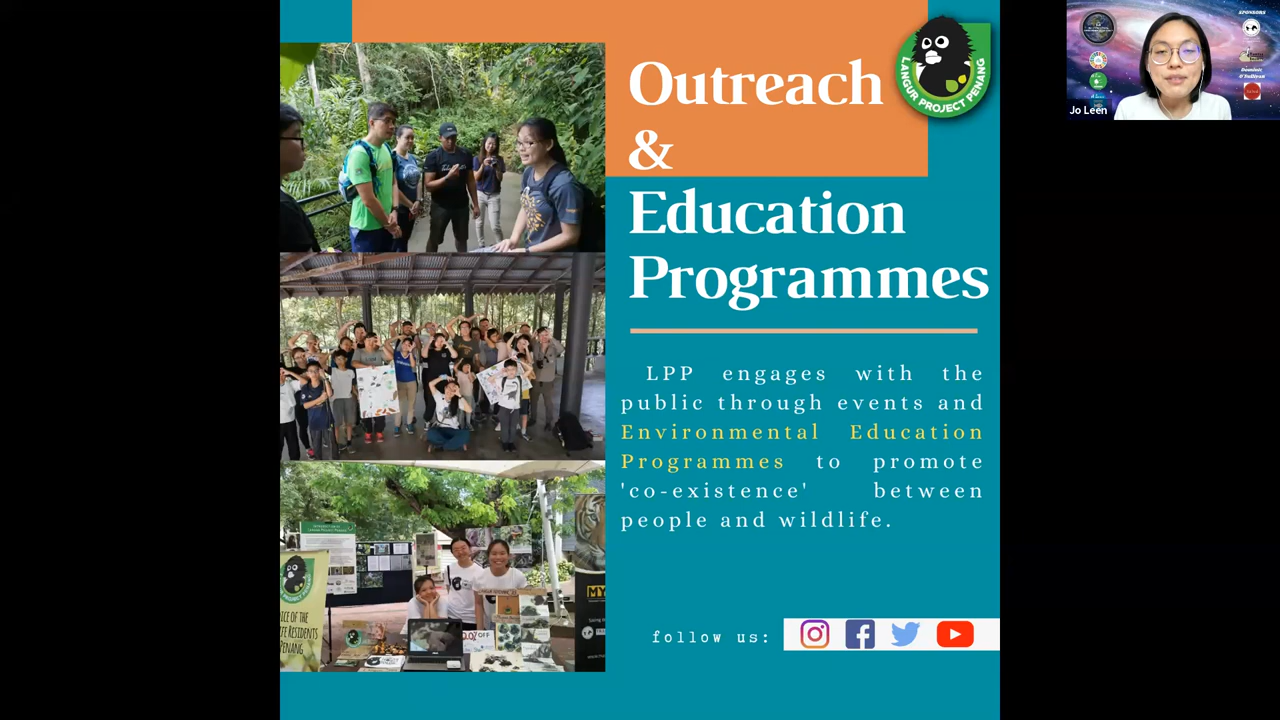 Outreach
&
Education
Programmes
LANGUR PROJECT PENANG
LPP engages with the
public through events and
Environmental Education
Programmes to promote
'co-existence' between
people and wildlife.
follow us:
Jo Leen
SPONSORS